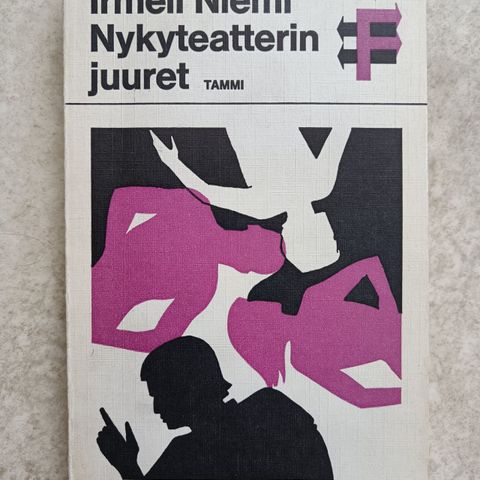 Irmeli Niemi
Nykyteatterin
juuret TAMMI
F